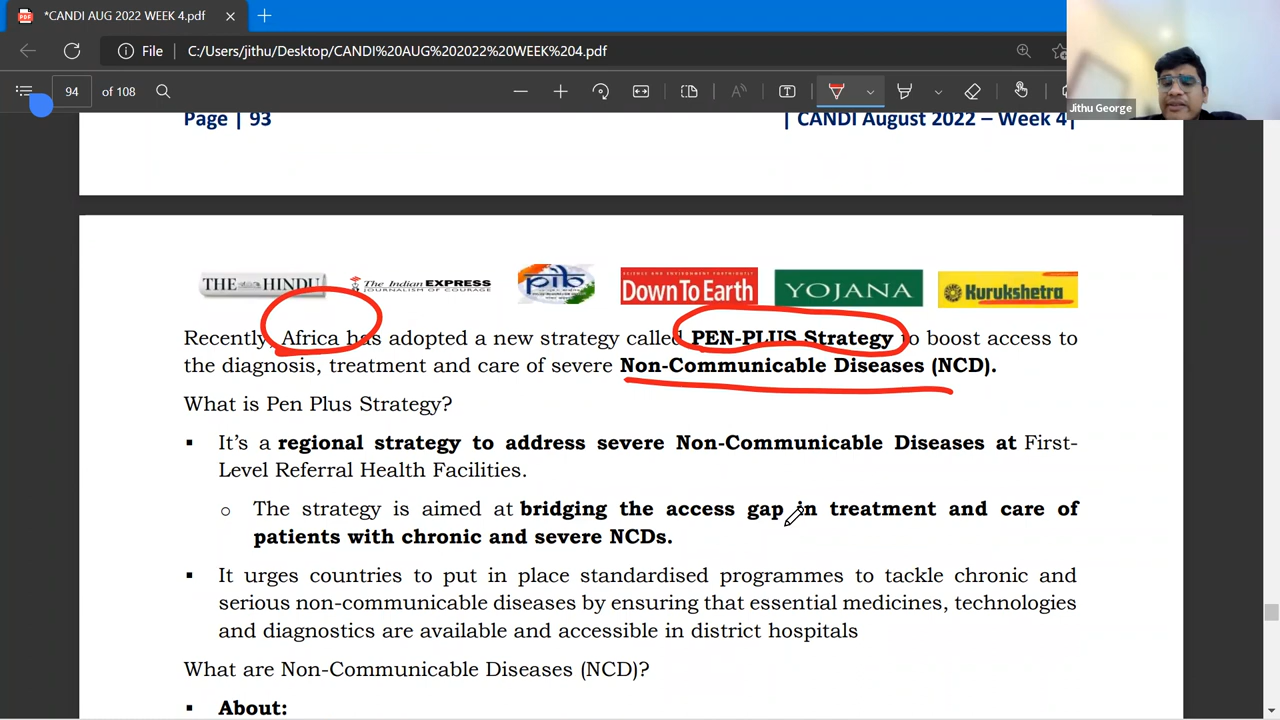 *CANDI AUG 2022 WEEK 4.pdf
File C:/Users/jithu/Desktop/CANDI%20AUG%202022%20WEEK%204.pdf
94 of 108
Jithu George
Page | 93 | CANDI August 2022 – Week 4|
THE HINDU The Indian EXPRESS pib DownToEarth YOJANA Kurukshetra
JOURNALISM OF COURAGE
SCIENCE AND ENVIRONMENT FORTNIGHTLY
Recently, Africa has adopted a new strategy called PEN-PLUS Strategy to boost access to
the diagnosis, treatment and care of severe Non-Communicable Diseases (NCD).
What is Pen Plus Strategy?
▪ It’s a regional strategy to address severe Non-Communicable Diseases at First-
Level Referral Health Facilities.
o The strategy is aimed at bridging the access gap in treatment and care of
patients with chronic and severe NCDs.
▪ It urges countries to put in place standardised programmes to tackle chronic and
serious non-communicable diseases by ensuring that essential medicines, technologies
and diagnostics are available and accessible in district hospitals
What are Non-Communicable Diseases (NCD)?
▪ About: